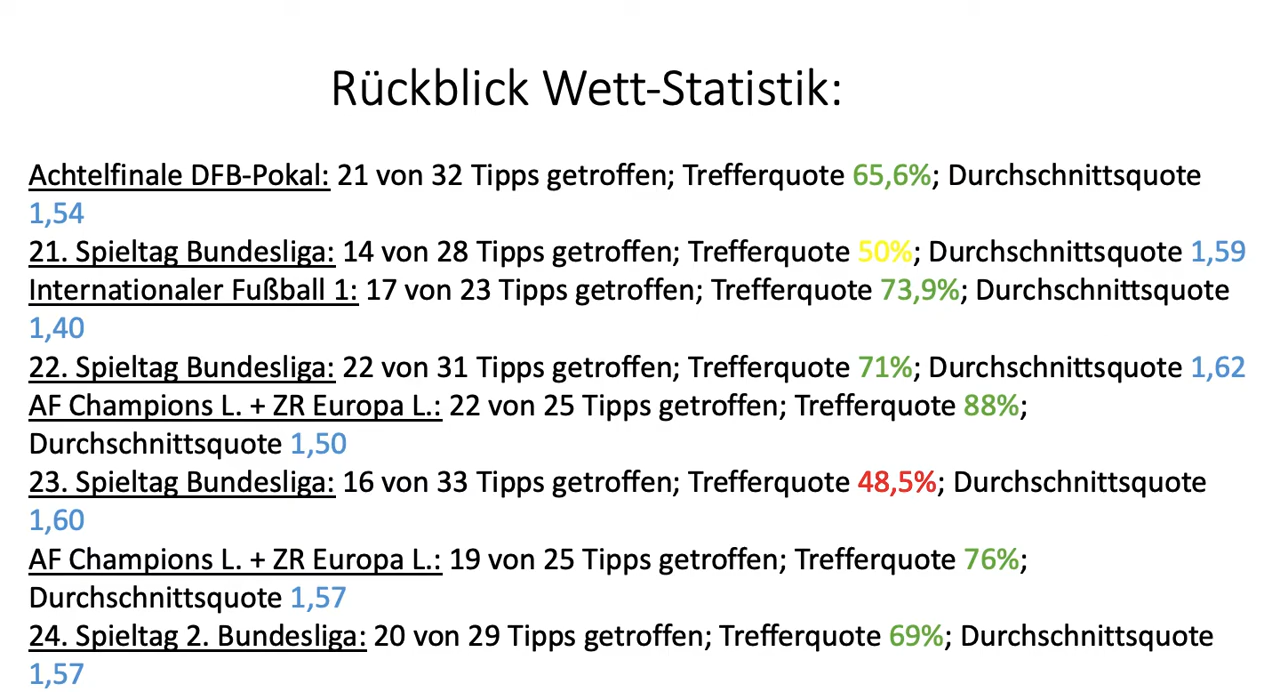 Rückblick Wett-Statistik:
Achtelfinale DFB-Pokal: 21 von 32 Tipps getroffen; Trefferquote 65,6%; Durchschnittsquote
1,54
21. Spieltag Bundesliga: 14 von 28 Tipps getroffen; Trefferquote 50%; Durchschnittsquote 1,59
Internationaler Fußball 1: 17 von 23 Tipps getroffen; Trefferquote 73,9%; Durchschnittsquote
1,40
22. Spieltag Bundesliga: 22 von 31 Tipps getroffen; Trefferquote 71%; Durchschnittsquote 1,62
AF Champions L. + ZR Europa L.: 22 von 25 Tipps getroffen; Trefferquote 88%;
Durchschnittsquote 1,50
23. Spieltag Bundesliga: 16 von 33 Tipps getroffen; Trefferquote 48,5%; Durchschnittsquote
1,60
AF Champions L. + ZR Europa L.: 19 von 25 Tipps getroffen; Trefferquote 76%;
Durchschnittsquote 1,57
24. Spieltag 2. Bundesliga: 20 von 29 Tipps getroffen; Trefferquote 69%; Durchschnittsquote
1,57